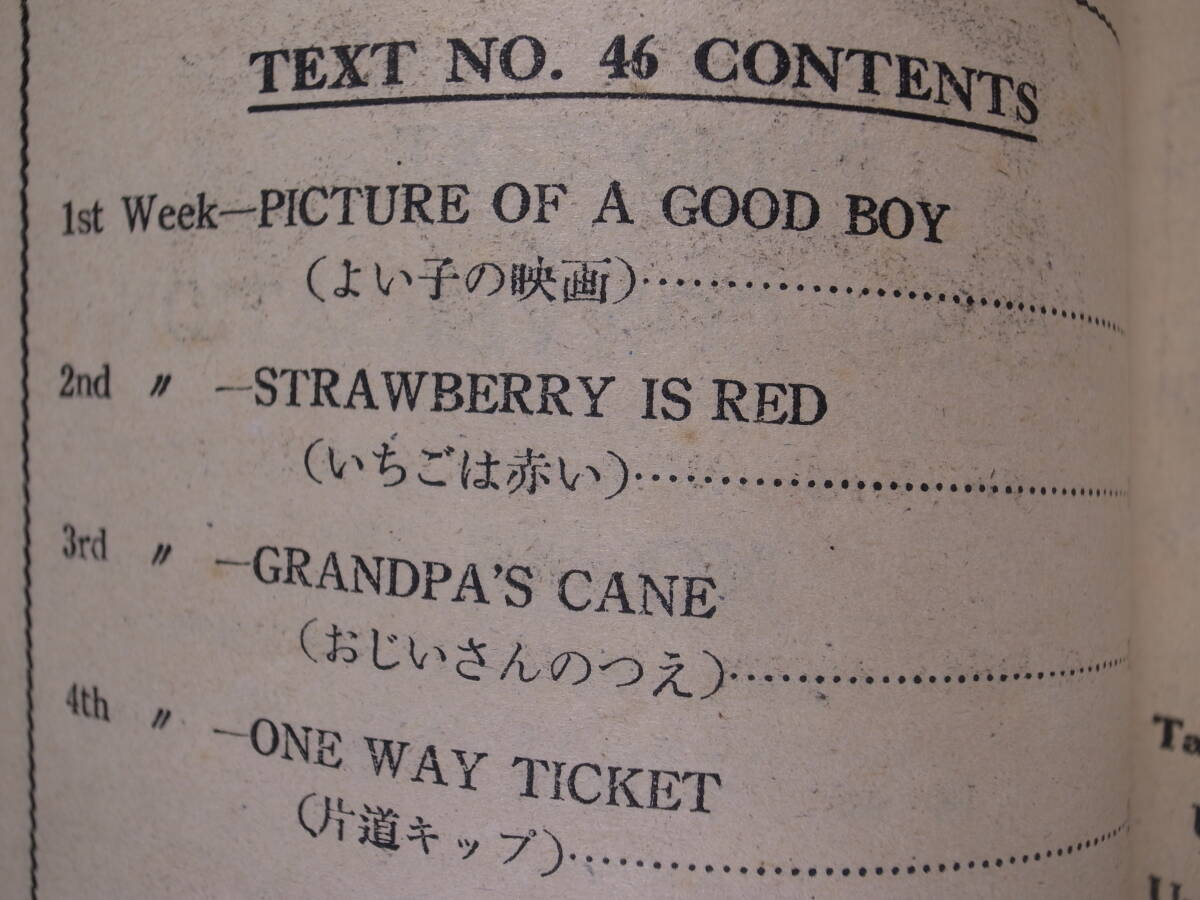 TEXT NO. 46 CONTENTS
1st Week—PICTURE OF A GOOD BOY
(よい子の映画)
2nd 〃 —STRAWBERRY IS RED
(いちごは赤い)
3rd 〃 —GRANDPA'S CANE
(おじいさんのつえ)
4th 〃 —ONE WAY TICKET
(片道キップ)